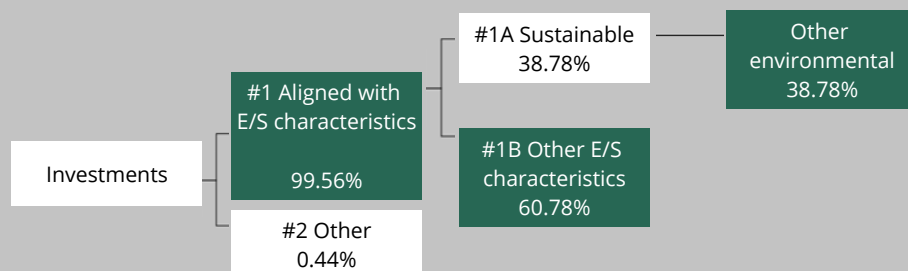 Investments
#1 Aligned with
E/S characteristics
99.56%
#2 Other
0.44%
#1A Sustainable
38.78%
#1B Other E/S
characteristics
60.78%
Other
environmental
38.78%